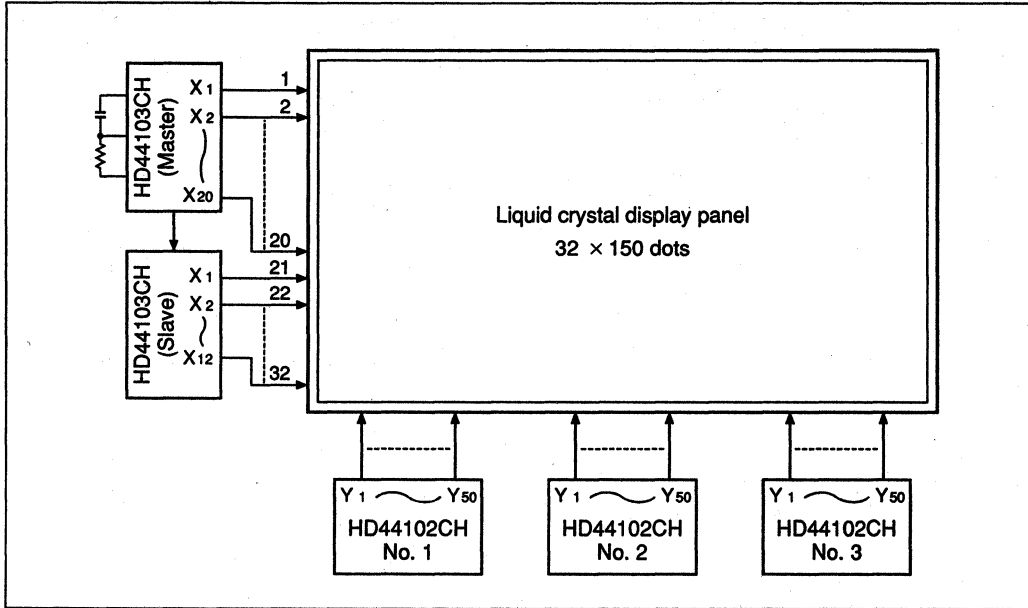 HD44103CH
(Master)
X1
X2
X20
1
2
20
HD44103CH
(Slave)
X1
X2
X12
21
22
32
Liquid crystal display panel
32 × 150 dots
Y1 Y50
HD44102CH
No. 1
Y1 Y50
HD44102CH
No. 2
Y1 Y50
HD44102CH
No. 3